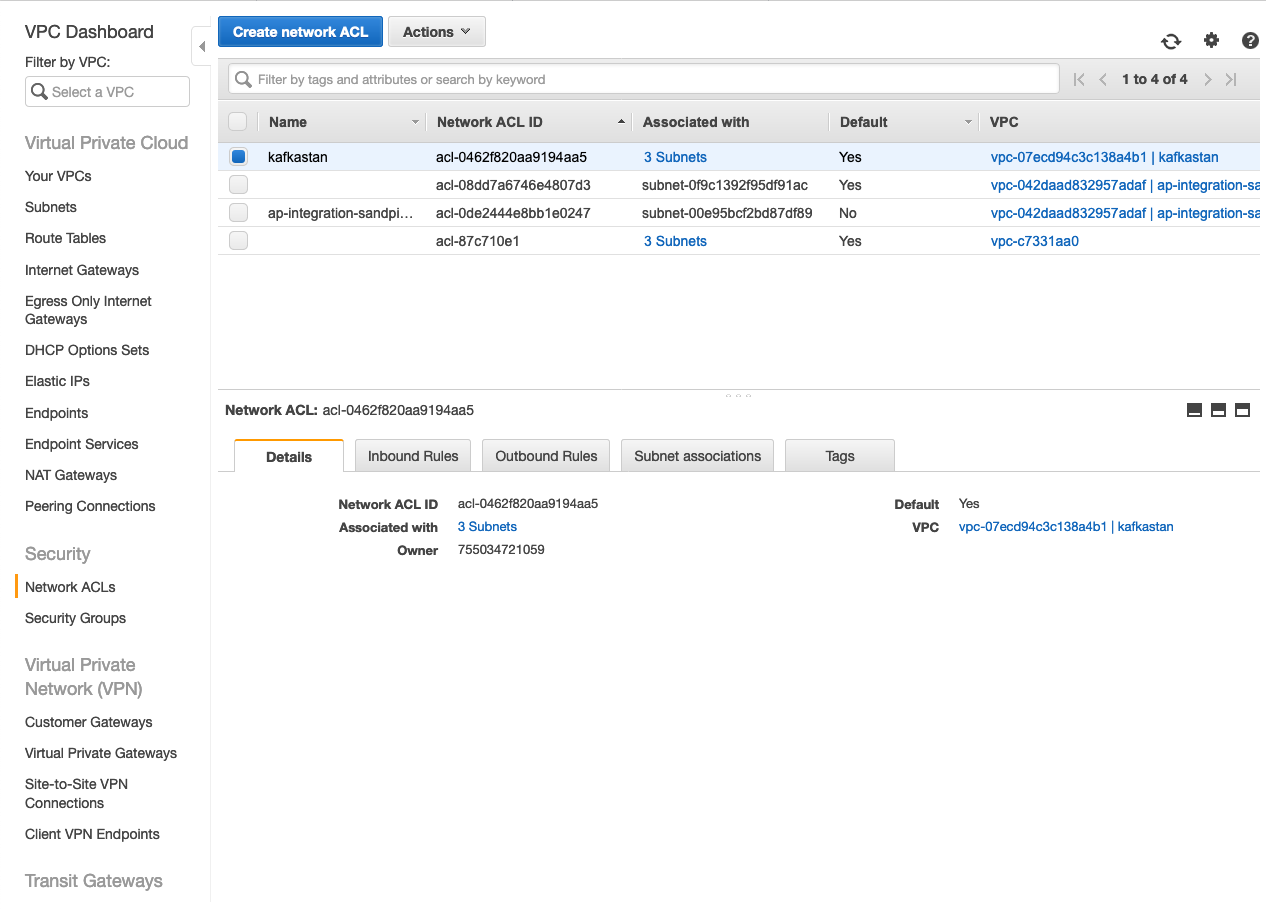 VPC Dashboard
Filter by VPC:
Select a VPC
Virtual Private Cloud
Your VPCs
Subnets
Route Tables
Internet Gateways
Egress Only Internet
Gateways
DHCP Options Sets
Elastic IPs
Endpoints
Endpoint Services
NAT Gateways
Peering Connections
Security
Network ACLs
Security Groups
Virtual Private
Network (VPN)
Customer Gateways
Virtual Private Gateways
Site-to-Site VPN
Connections
Client VPN Endpoints
Transit Gateways
Create network ACL Actions
Filter by tags and attributes or search by keyword 1 to 4 of 4
Name Network ACL ID Associated with Default VPC
kafkastan acl-0462f820aa9194aa5 3 Subnets Yes vpc-07ecd94c3c138a4b1 | kafkastan
acl-08dd7a6746e4807d3 subnet-0f9c1392f95df91ac Yes vpc-042daad832957adaf | ap-integration-sa
ap-integration-sandpi... acl-0de2444e8bb1e0247 subnet-00e95bcf2bd87df89 No vpc-042daad832957adaf | ap-integration-sa
acl-87c710e1 3 Subnets Yes vpc-c7331aa0
Network ACL: acl-0462f820aa9194aa5
Details Inbound Rules Outbound Rules Subnet associations Tags
Network ACL ID acl-0462f820aa9194aa5 Default Yes
Associated with 3 Subnets VPC vpc-07ecd94c3c138a4b1 | kafkastan
Owner 755034721059